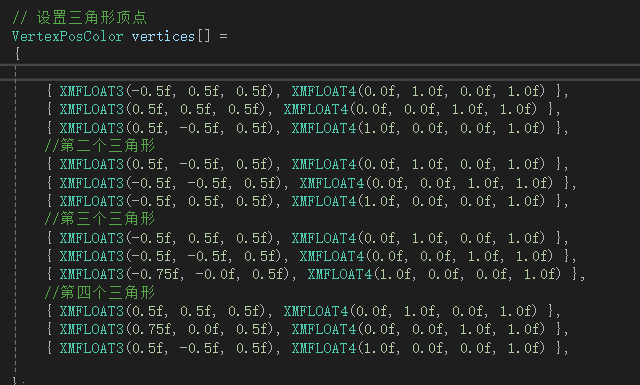 // 设置三角形顶点
VertexPosColor vertices[] =
{
{ XMFLOAT3(-0.5f, 0.5f, 0.5f), XMFLOAT4(0.0f, 1.0f, 0.0f, 1.0f) },
{ XMFLOAT3(0.5f, 0.5f, 0.5f), XMFLOAT4(0.0f, 0.0f, 1.0f, 1.0f) },
{ XMFLOAT3(0.5f, -0.5f, 0.5f), XMFLOAT4(1.0f, 0.0f, 0.0f, 1.0f) },
//第二个三角形
{ XMFLOAT3(0.5f, -0.5f, 0.5f), XMFLOAT4(0.0f, 1.0f, 0.0f, 1.0f) },
{ XMFLOAT3(-0.5f, -0.5f, 0.5f), XMFLOAT4(0.0f, 0.0f, 1.0f, 1.0f) },
{ XMFLOAT3(-0.5f, 0.5f, 0.5f), XMFLOAT4(1.0f, 0.0f, 0.0f, 1.0f) },
//第三个三角形
{ XMFLOAT3(-0.5f, 0.5f, 0.5f), XMFLOAT4(0.0f, 1.0f, 0.0f, 1.0f) },
{ XMFLOAT3(-0.5f, -0.5f, 0.5f), XMFLOAT4(0.0f, 0.0f, 1.0f, 1.0f) },
{ XMFLOAT3(-0.75f, -0.0f, 0.5f), XMFLOAT4(1.0f, 0.0f, 0.0f, 1.0f) },
//第四个三角形
{ XMFLOAT3(0.5f, 0.5f, 0.5f), XMFLOAT4(0.0f, 1.0f, 0.0f, 1.0f) },
{ XMFLOAT3(0.75f, 0.0f, 0.5f), XMFLOAT4(0.0f, 0.0f, 1.0f, 1.0f) },
{ XMFLOAT3(0.5f, -0.5f, 0.5f), XMFLOAT4(1.0f, 0.0f, 0.0f, 1.0f) },